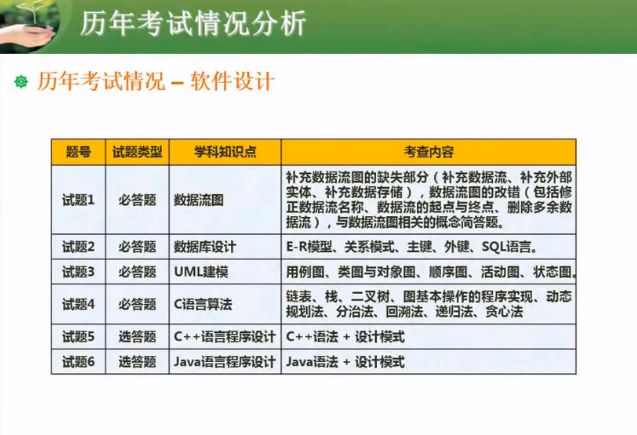 历年考试情况分析
历年考试情况 – 软件设计
题号 试题类型 学科知识点 考查内容
试题1 必答题 数据流图 补充数据流图的缺失部分（补充数据流、补充外部
实体、补充数据存储），数据流图的改错（包括修
正数据流名称、数据流的起点与终点、删除多余数
据流），与数据流图相关的概念简答题。
试题2 必答题 数据库设计 E-R模型、关系模式、主键、外键、SQL语言。
试题3 必答题 UML建模 用例图、类图与对象图、顺序图、活动图、状态图。
试题4 必答题 C语言算法 链表、栈、二叉树、图基本操作的程序实现、动态
规划法、分治法、回溯法、递归法、贪心法
试题5 选答题 C++语言程序设计 C++语法 + 设计模式
试题6 选答题 Java语言程序设计 Java语法 + 设计模式